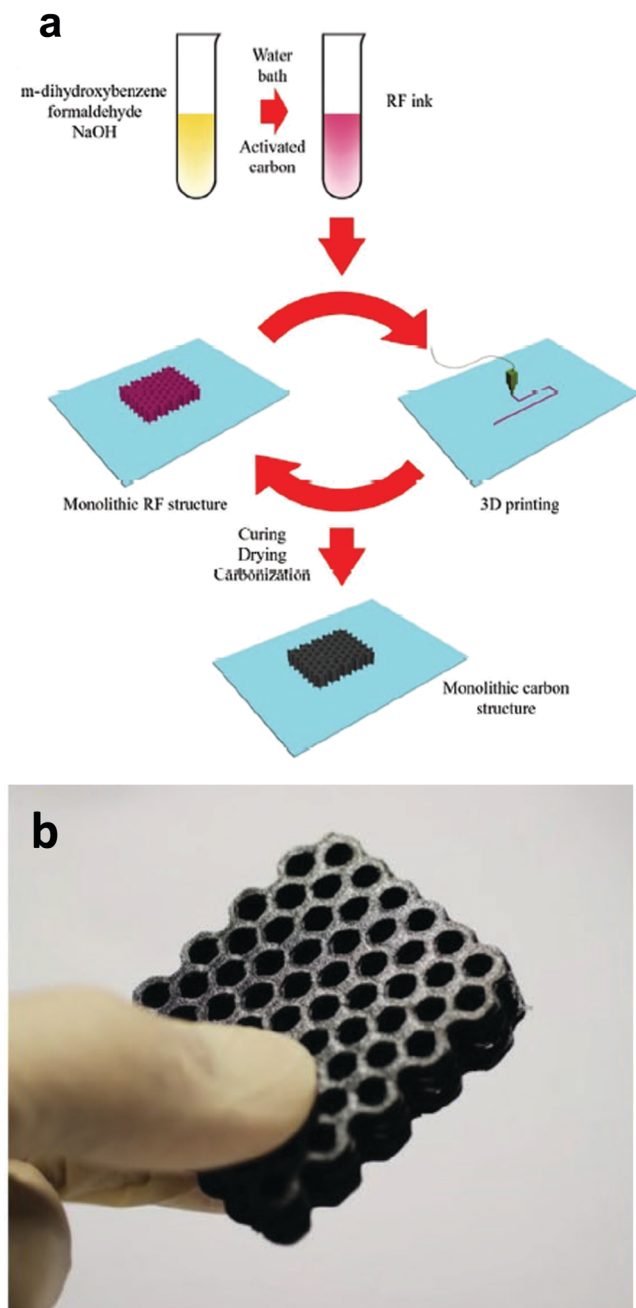 a
m-dihydroxybenzene
formaldehyde
NaOH
Water
bath
Activated
carbon
RF ink
Monolithic RF structure
3D printing
Curing
Drying
Carbonization
Monolithic carbon
structure
b